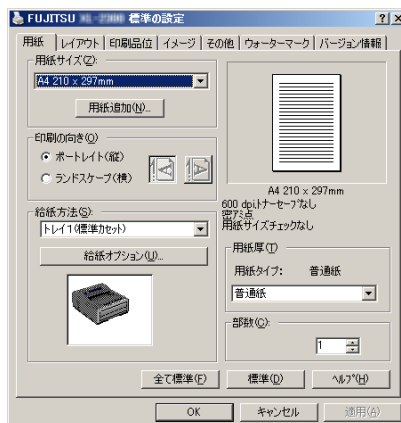 FUJITSU 標準の設定
用紙 レイアウト 印刷品位 イメージ その他 ウォーターマーク バージョン情報
用紙サイズ(Z):
A4 210 x 297mm
用紙追加(N)...
印刷の向き(O)
ポートレイト(縦)
ランドスケープ(横)
給紙方法(S):
トレイ1(標準カセット)
給紙オプション(U)...
A4 210 x 297mm
600 dpi,トナーセーブなし
用紙サイズチェックなし
用紙厚(T)
用紙タイプ: 普通紙
普通紙
部数(C):
1
全て標準(F) 標準(D) ヘルプ(H)
OK キャンセル 適用(A)